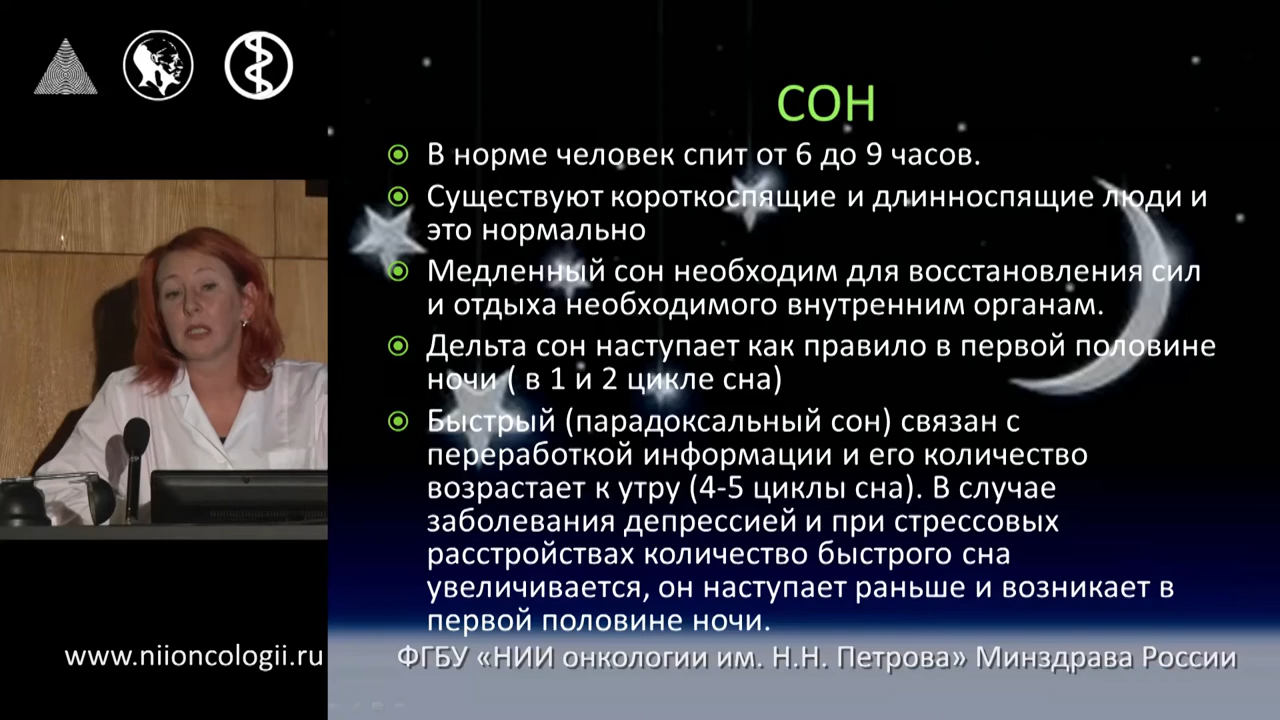 СОН
В норме человек спит от 6 до 9 часов.
Существуют короткоспящие и длинноспящие люди и
это нормально
Медленный сон необходим для восстановления сил
и отдыха необходимого внутренним органам.
Дельта сон наступает как правило в первой половине
ночи ( в 1 и 2 цикле сна)
Быстрый (парадоксальный сон) связан с
переработкой информации и его количество
возрастает к утру (4-5 циклы сна). В случае
заболевания депрессией и при стрессовых
расстройствах количество быстрого сна
увеличивается, он наступает раньше и возникает в
первой половине ночи.
www.niioncologii.ru
ФГБУ «НИИ онкологии им. Н.Н. Петрова» Минздрава России